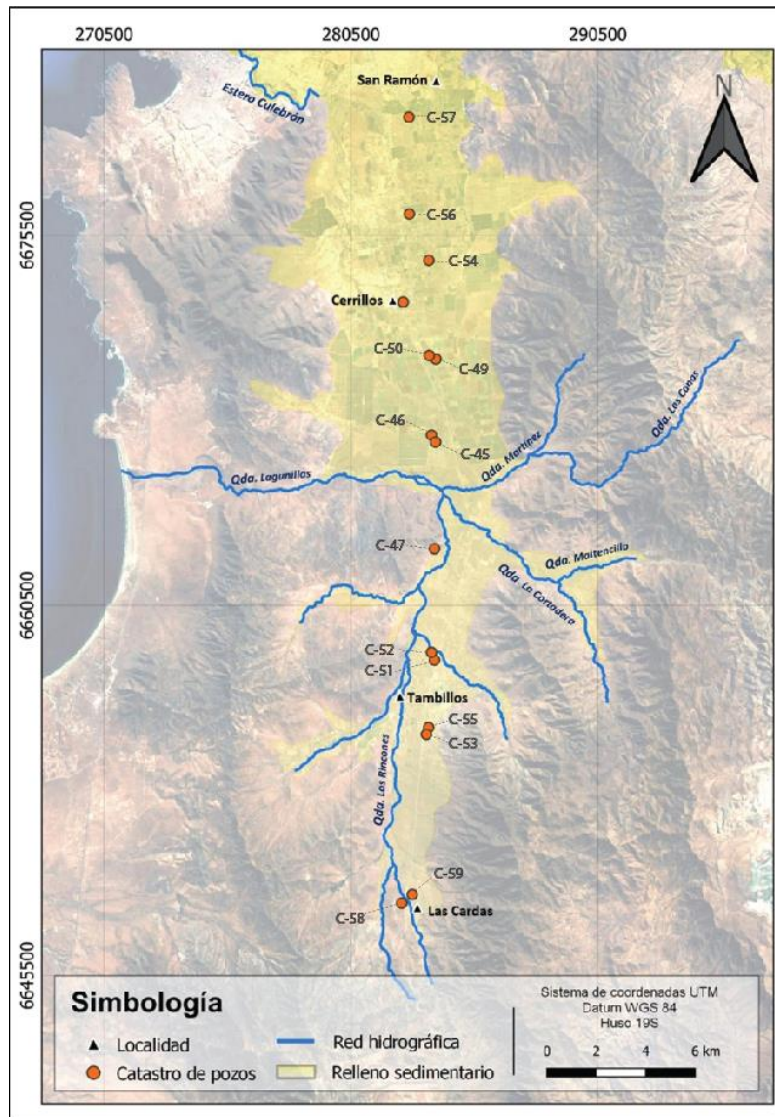 270500 280500 290500
San Ramón
N
Estero Culebrón
C-57
C-56
6675500
C-54
Cerrillos
C-50
C-49
Qda. Las Canas
C-46
C-45
Qda. Martinez
Qda. Lagunillas
C-47
Qda. Maitencillo
Qda. La Cortadera
6660500
C-52
C-51
Tambillos
C-55
C-53
Qda. Los Rincones
C-59
C-58
Las Cardas
6645500
Simbología
Localidad
Red hidrográfica
Catastro de pozos
Relleno sedimentario
Sistema de coordenadas UTM
Datum WGS 84
Huso 19S
0 2 4 6 km